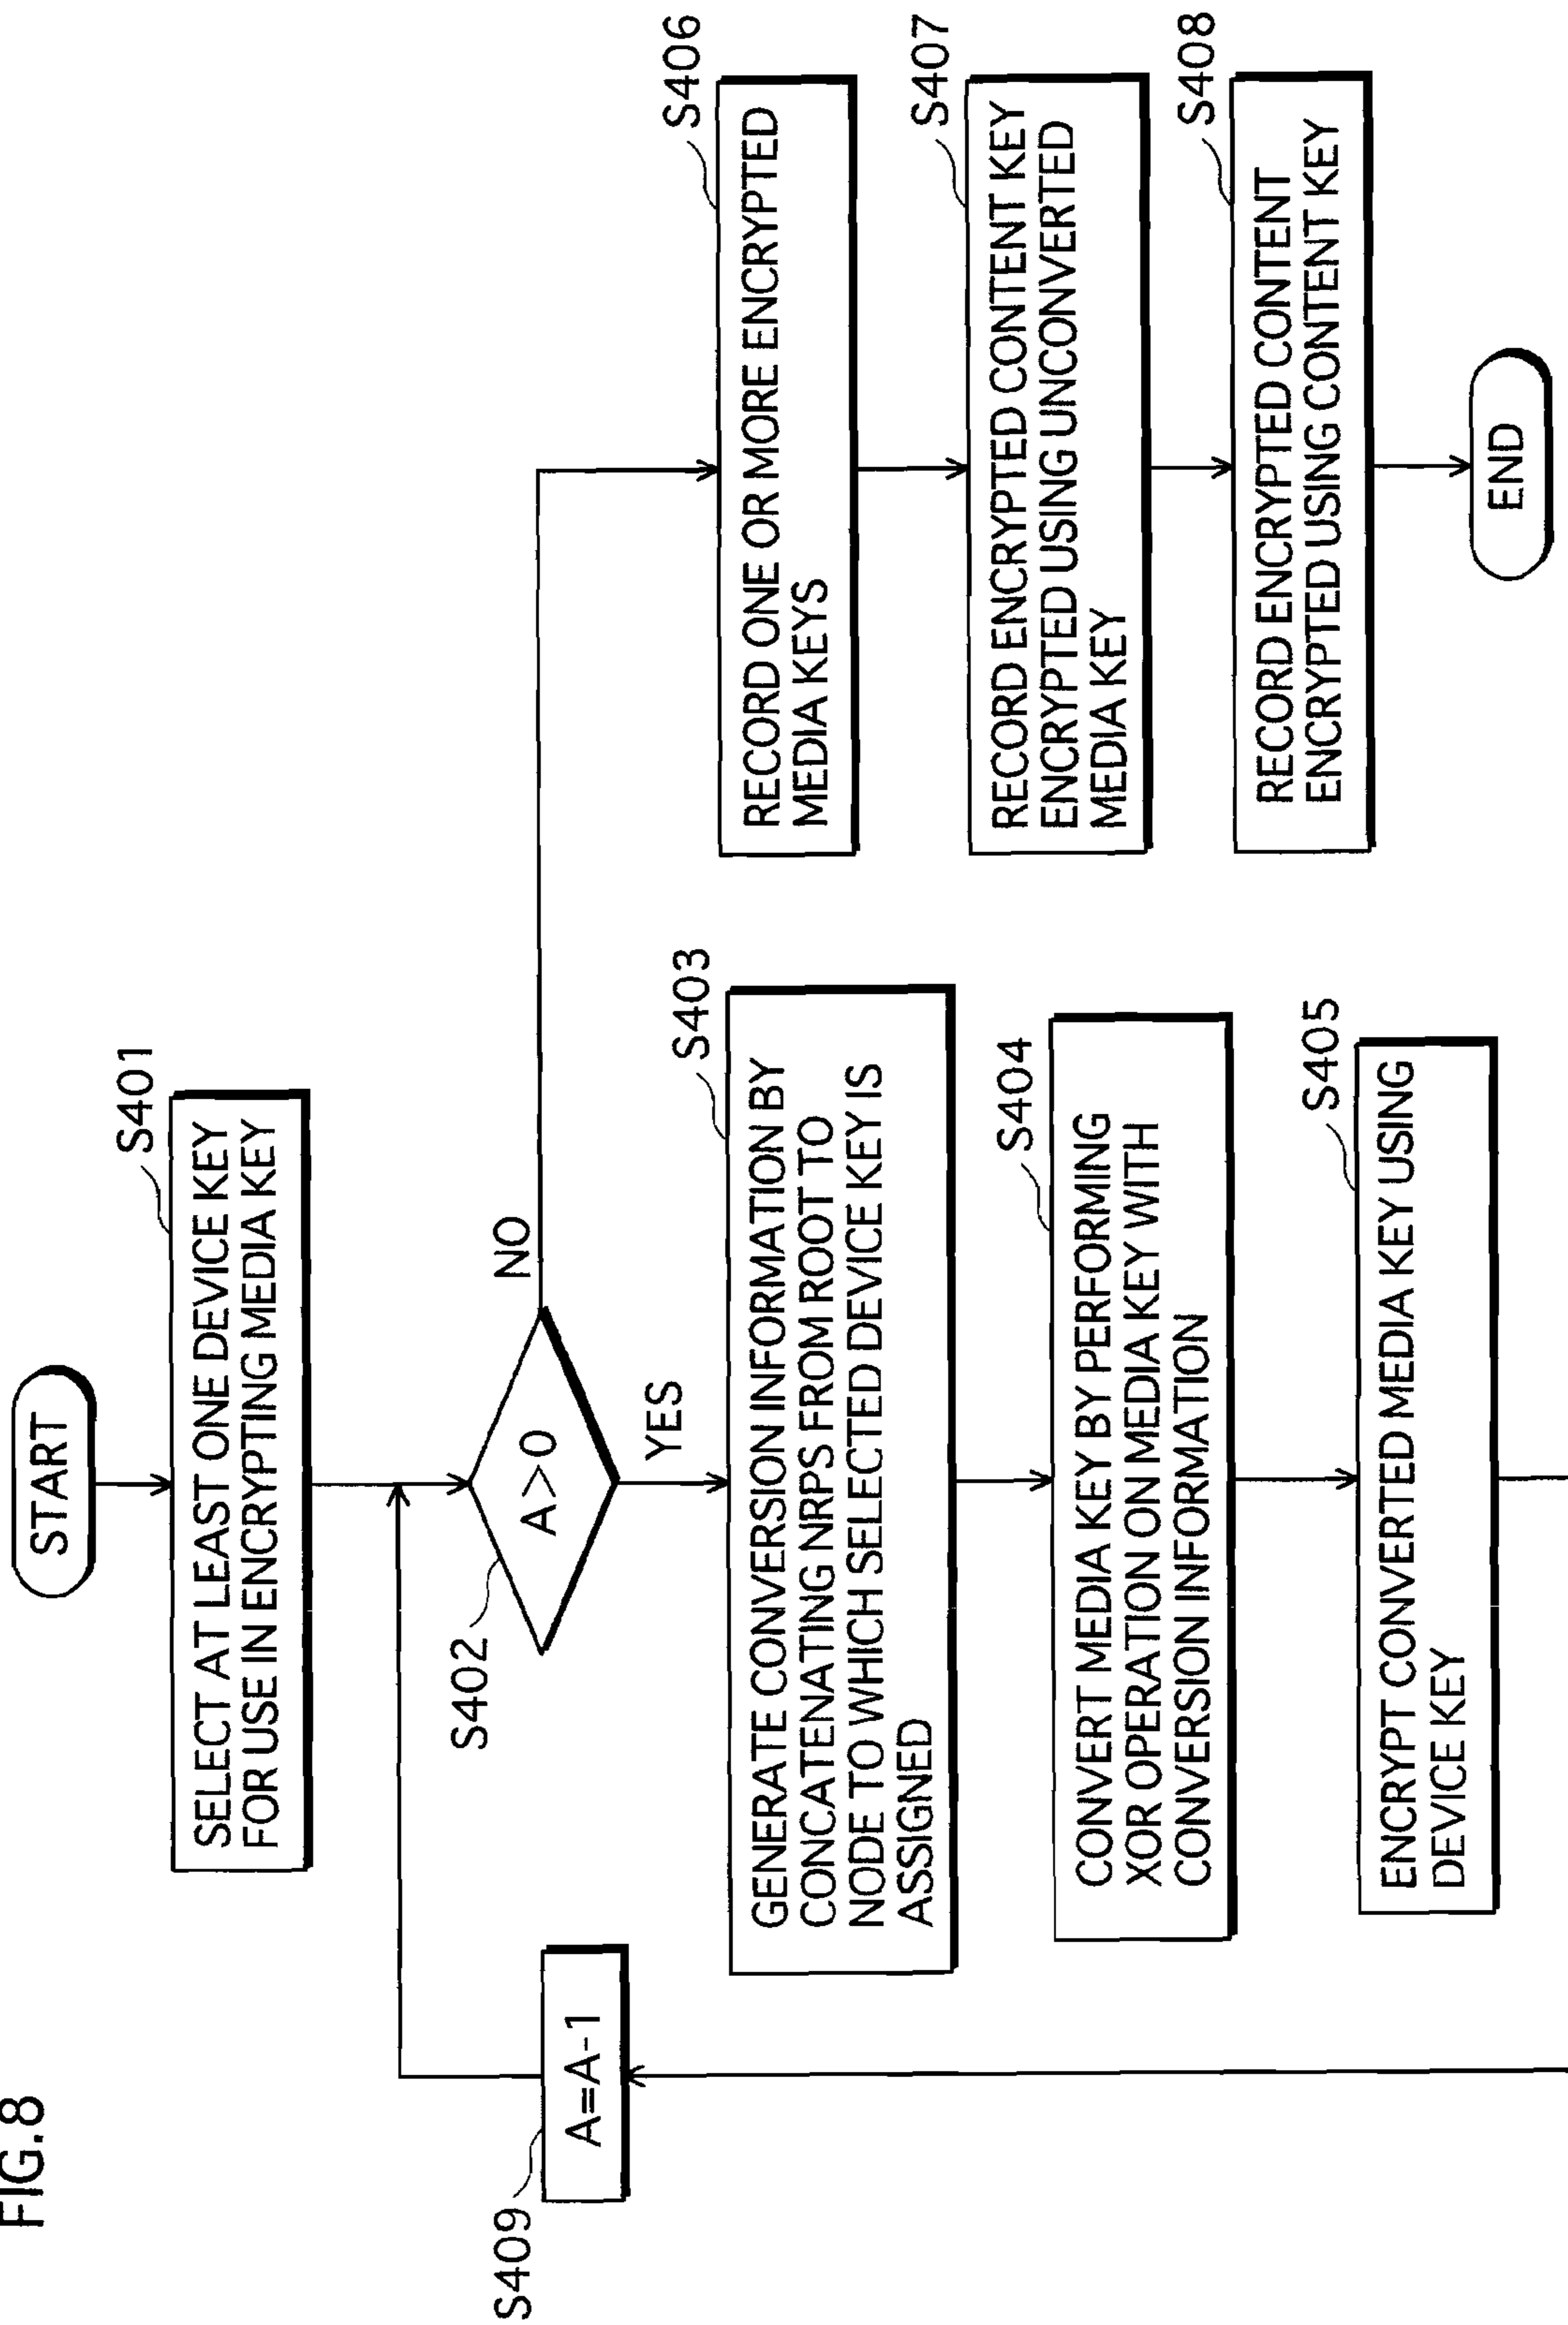 FIG.8
START
S401
SELECT AT LEAST ONE DEVICE KEY
FOR USE IN ENCRYPTING MEDIA KEY
S402
A>0
NO
YES
S403
GENERATE CONVERSION INFORMATION BY
CONCATENATING NRPS FROM ROOT TO
NODE TO WHICH SELECTED DEVICE KEY IS
ASSIGNED
S404
CONVERT MEDIA KEY BY PERFORMING
XOR OPERATION ON MEDIA KEY WITH
CONVERSION INFORMATION
S405
ENCRYPT CONVERTED MEDIA KEY USING
DEVICE KEY
S409
A=A-1
S406
RECORD ONE OR MORE ENCRYPTED
MEDIA KEYS
S407
RECORD ENCRYPTED CONTENT KEY
ENCRYPTED USING UNCONVERTED
MEDIA KEY
S408
RECORD ENCRYPTED CONTENT
ENCRYPTED USING CONTENT KEY
END